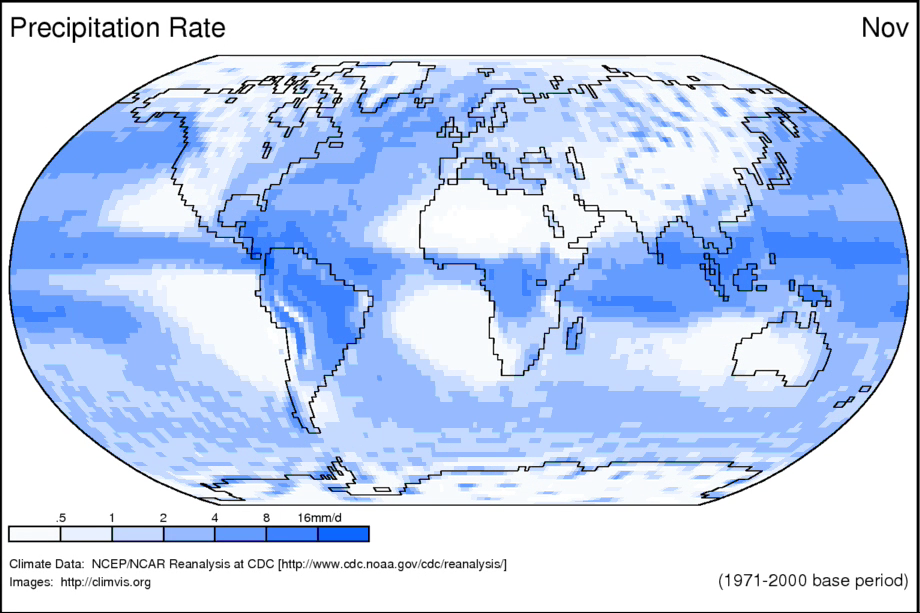 Precipitation Rate
Nov
.5 1 2 4 8 16mm/d
Climate Data: NCEP/NCAR Reanalysis at CDC [http://www.cdc.noaa.gov/cdc/reanalysis/]
Images: http://climvis.org
(1971-2000 base period)